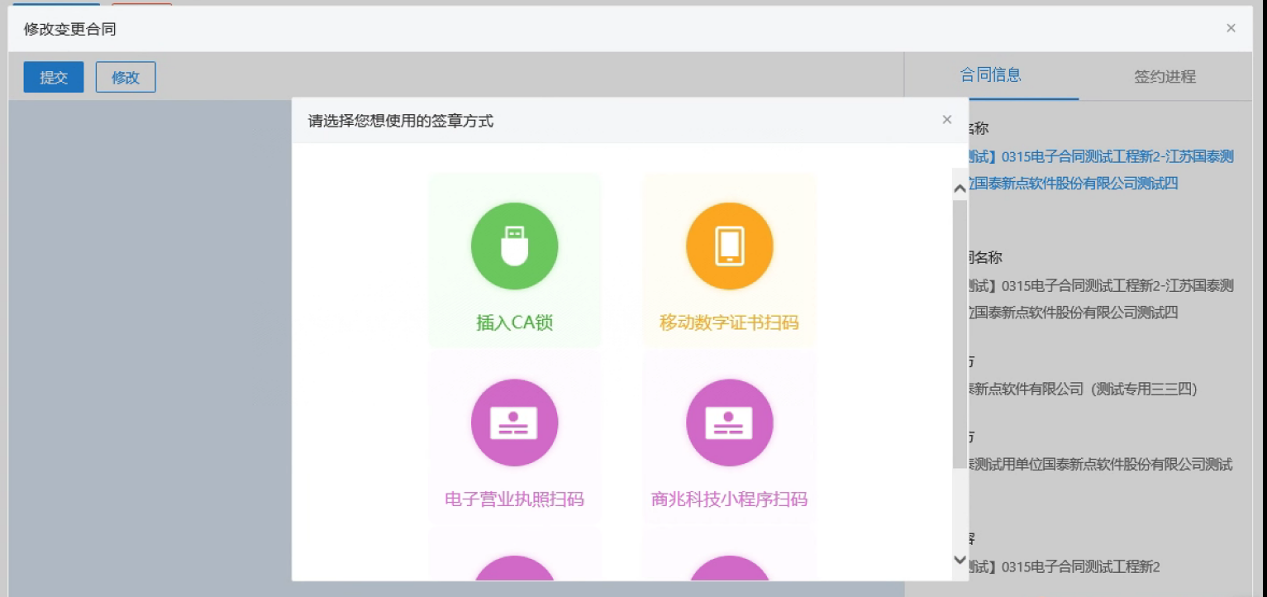 修改变更合同
提交
修改
合同信息
签约进程
请选择您想使用的签章方式
名称
测试】0315电子合同测试工程新2-江苏国泰测
位国泰新点软件股份有限公司测试四
插入CA锁
移动数字证书扫码
同名称
测试】0315电子合同测试工程新2-江苏国泰测
位国泰新点软件股份有限公司测试四
方
泰新点软件有限公司（测试专用三三四）
方
泰测试用单位国泰新点软件股份有限公司测试
电子营业执照扫码
商兆科技小程序扫码
容
测试】0315电子合同测试工程新2